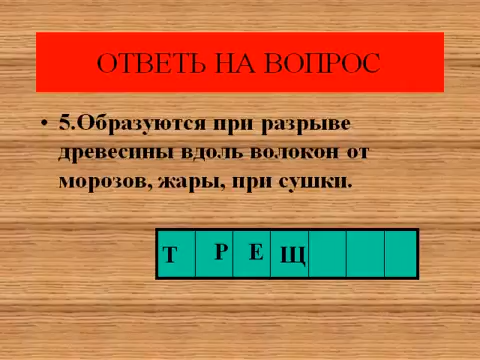 ОТВЕТЬ НА ВОПРОС
• 5.Образуются при разрыве
древесины вдоль волокон от
морозов, жары, при сушки.
Т Р Е Щ